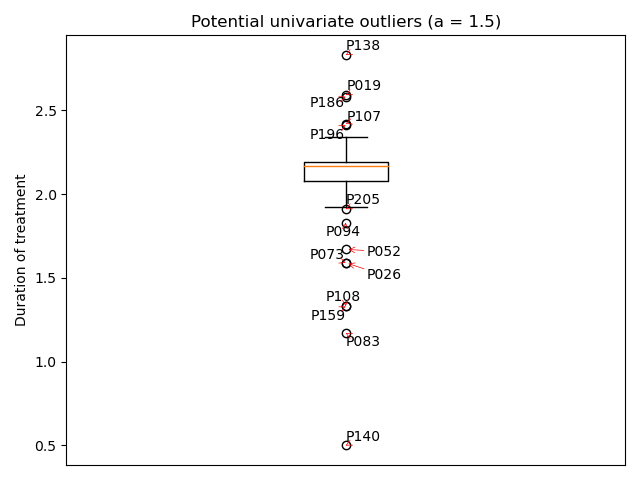 Potential univariate outliers (a = 1.5)
P138
P019
P186
P107
P196
P205
P094
P052
P073
P026
P108
P159
P083
P140
2.5
2.0
1.5
1.0
0.5
Duration of treatment